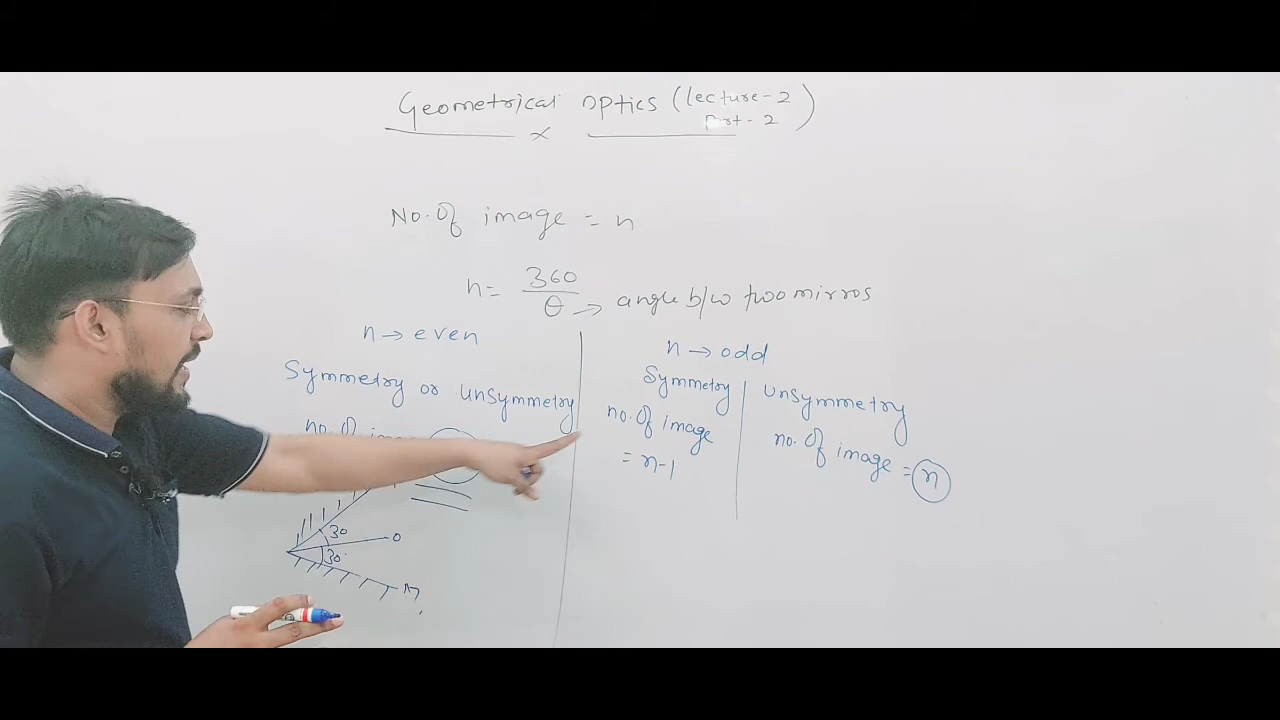 Geometrical optics (lecture-2
Part-2)
No. Of image = n
n = 360
θ → angle b/w two mirros
n → even
Symmetry or unsymmetry
no. Of
n → odd
Symmetry
no. Of image
= n-1
Unsymmetry
no. Of image = n
30
O
30°